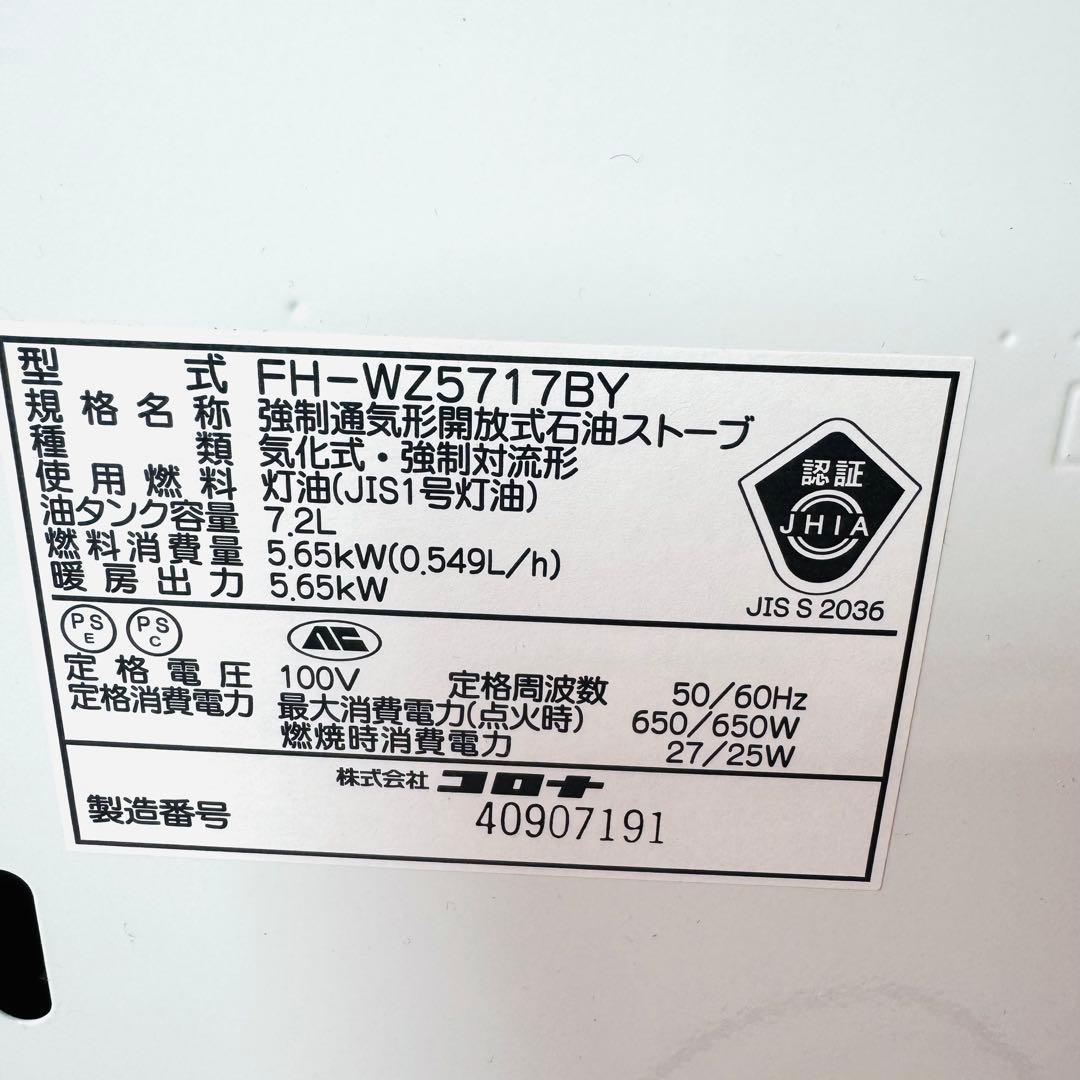 型式 FH-WZ5717BY
規格名称 強制通気形開放式石油ストーブ
種類 気化式・強制対流形
使用燃料 灯油(JIS1号灯油)
油タンク容量 7.2L
燃料消費量 5.65kW(0.549L/h)
暖房出力 5.65kW
認証
JHIA
JIS S 2036
PS E PS C
定格電圧 100V 定格周波数 50/60Hz
定格消費電力 最大消費電力(点火時) 650/650W
燃焼時消費電力 27/25W
株式会社 コロナ
製造番号 40907191